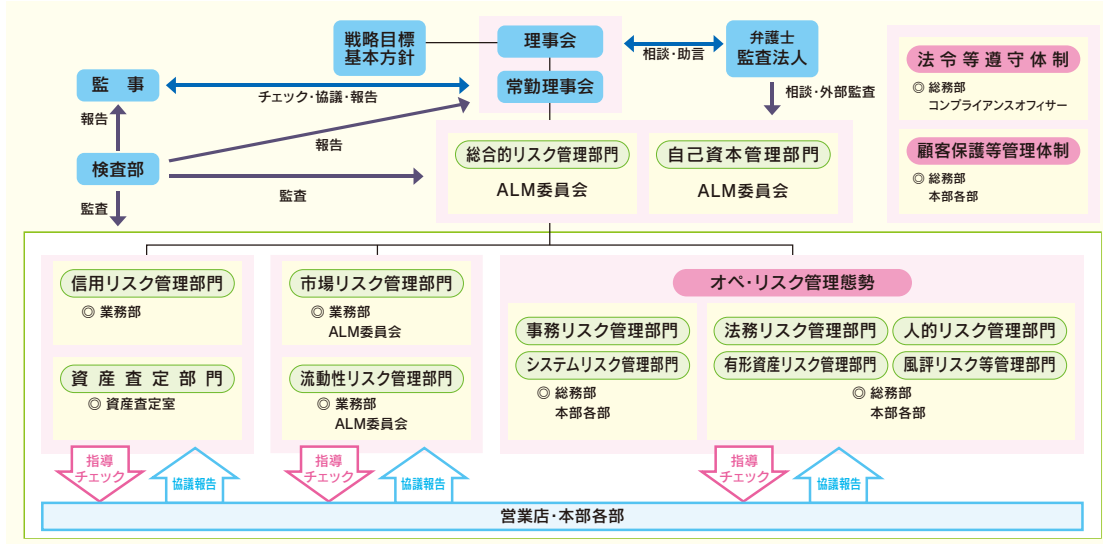 戦略目標
基本方針
理事会
常勤理事会
相談・助言
弁護士
監査法人
相談・外部監査
監事
チェック・協議・報告
報告
検査部
報告
監査
監査
総合的リスク管理部門
ALM委員会
自己資本管理部門
ALM委員会
法令等遵守体制
◎ 総務部
コンプライアンスオフィサー
顧客保護等管理体制
◎ 総務部
本部各部
信用リスク管理部門
◎ 業務部
資産査定部門
◎ 資産査定室
市場リスク管理部門
◎ 業務部
ALM委員会
流動性リスク管理部門
◎ 業務部
ALM委員会
オペ・リスク管理態勢
事務リスク管理部門
システムリスク管理部門
◎ 総務部
本部各部
法務リスク管理部門
人的リスク管理部門
有形資産リスク管理部門
風評リスク等管理部門
◎ 総務部
本部各部
指導
チェック
協議報告
指導
チェック
協議報告
指導
チェック
協議報告
営業店・本部各部